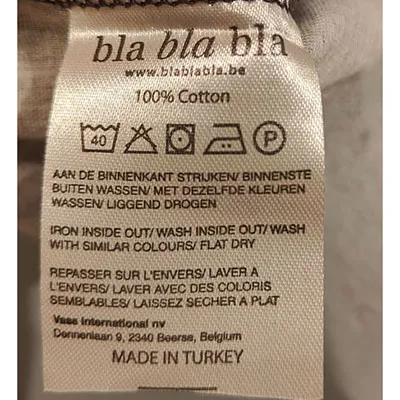 bla bla bla
www.blablabla.be
100% Cotton
40 P
AAN DE BINNENKANT STRIJKEN/ BINNENSTE
BUITEN WASSEN/ MET DEZELFDE KLEUREN
WASSEN/ LIGGEND DROGEN
IRON INSIDE OUT/ WASH INSIDE OUT/ WASH
WITH SIMILAR COLOURS/ FLAT DRY
REPASSER SUR L'ENVERS/ LAVER A
L'ENVERS/ LAVER AVEC DES COLORIS
SEMBLABLES/ LAISSEZ SECHER A PLAT
Vass International nv
Dennenlaan 9, 2340 Beerse, Belgium
MADE IN TURKEY